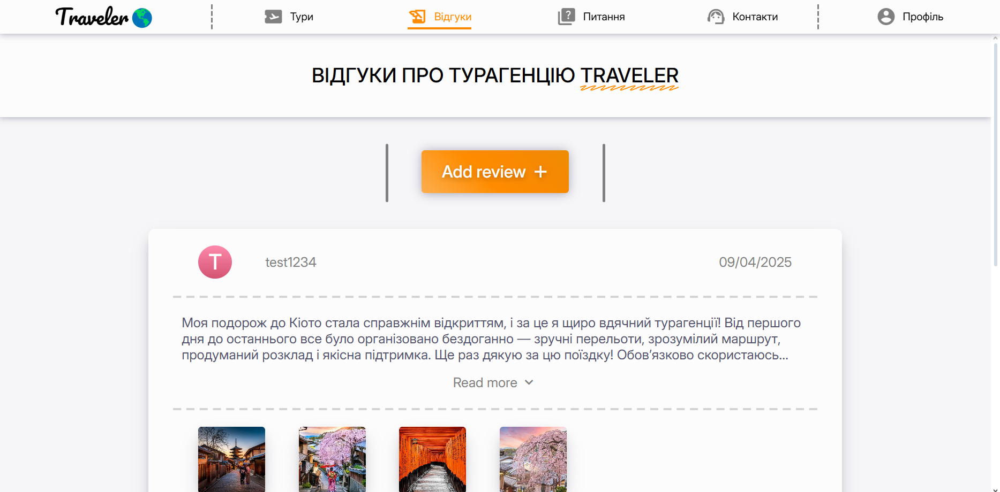 Traveler
Тури
Відгуки
Питання
Контакти
Профіль
ВІДГУКИ ПРО ТУРАГЕНЦІЮ TRAVELER
Add review +
T
test1234
09/04/2025
Моя подорож до Кіото стала справжнім відкриттям, і за це я щиро вдячний турагенції! Від першого
дня до останнього все було організовано бездоганно — зручні перельоти, зрозумілий маршрут,
продуманий розклад і якісна підтримка. Ще раз дякую за цю поїздку! Обов’язково скористаюсь...
Read more